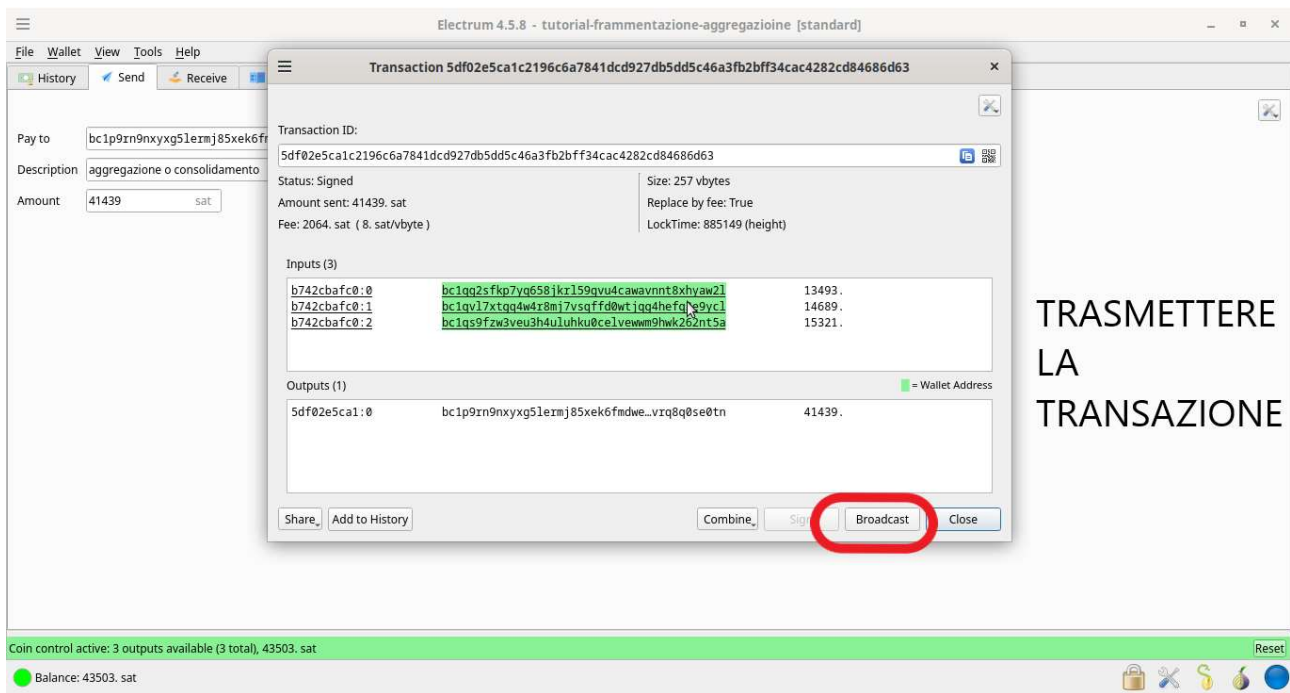 Electrum 4.5.8 - tutorial-frammentazione-aggregazioine [standard]
File Wallet View Tools Help
History Send Receive
Pay to bc1p9rn9nxyxg5lermj85xek6f
Description aggregazione o consolidamento
Amount 41439 sat
Transaction 5df02e5ca1c2196c6a7841dcd927db5dd5c46a3fb2bff34cac4282cd84686d63
Transaction ID:
5df02e5ca1c2196c6a7841dcd927db5dd5c46a3fb2bff34cac4282cd84686d63
Status: Signed
Amount sent: 41439. sat
Fee: 2064. sat ( 8. sat/vbyte )
Size: 257 vbytes
Replace by fee: True
LockTime: 885149 (height)
Inputs (3)
b742cbafc0:0 bc1qq2sfkp7yq658jkrl59qvu4cawavnnt8xhyaw2l 13493.
b742cbafc0:1 14689.
b742cbafc0:2 bc1qs9fzw3veu3h4uluhku0celvewwm9hwk262nt5a 15321.
Outputs (1)
= Wallet Address
5df02e5ca1:0 bc1p9rn9nxyxg5lermj85xek6fmdwe…vrq8q0se0tn 41439.
Share Add to History Combine Broadcast Close
TRASMETTERE
LA
TRANSAZIONE
Coin control active: 3 outputs available (3 total), 43503. sat Reset
Balance: 43503. sat